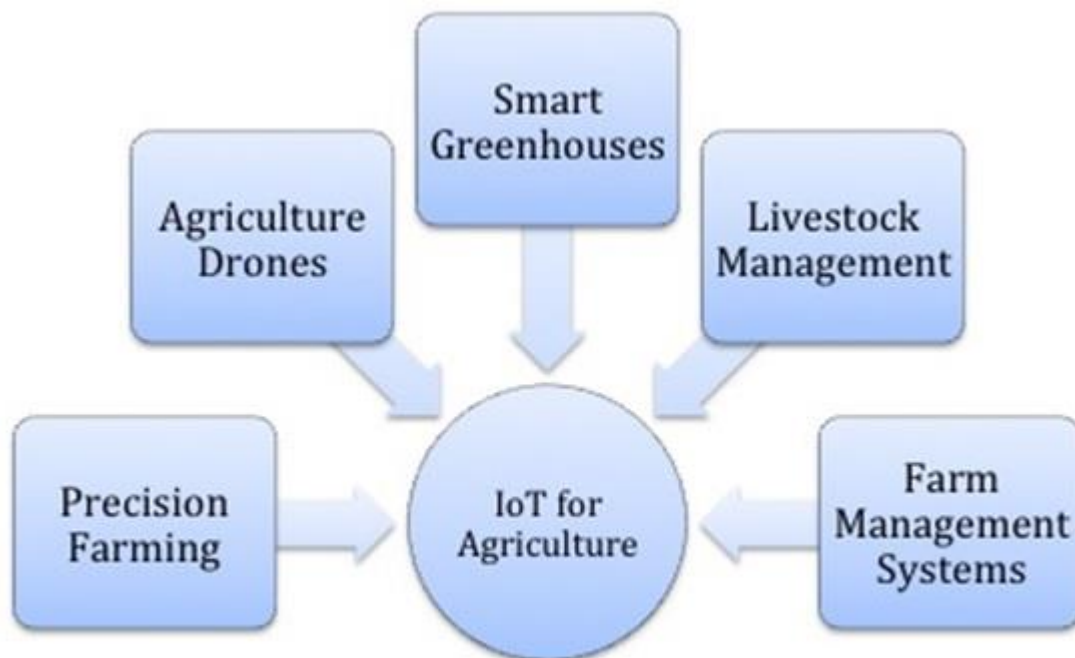 Smart
Greenhouses
Agriculture
Drones
Livestock
Management
Precision
Farming
IoT for
Agriculture
Farm
Management
Systems